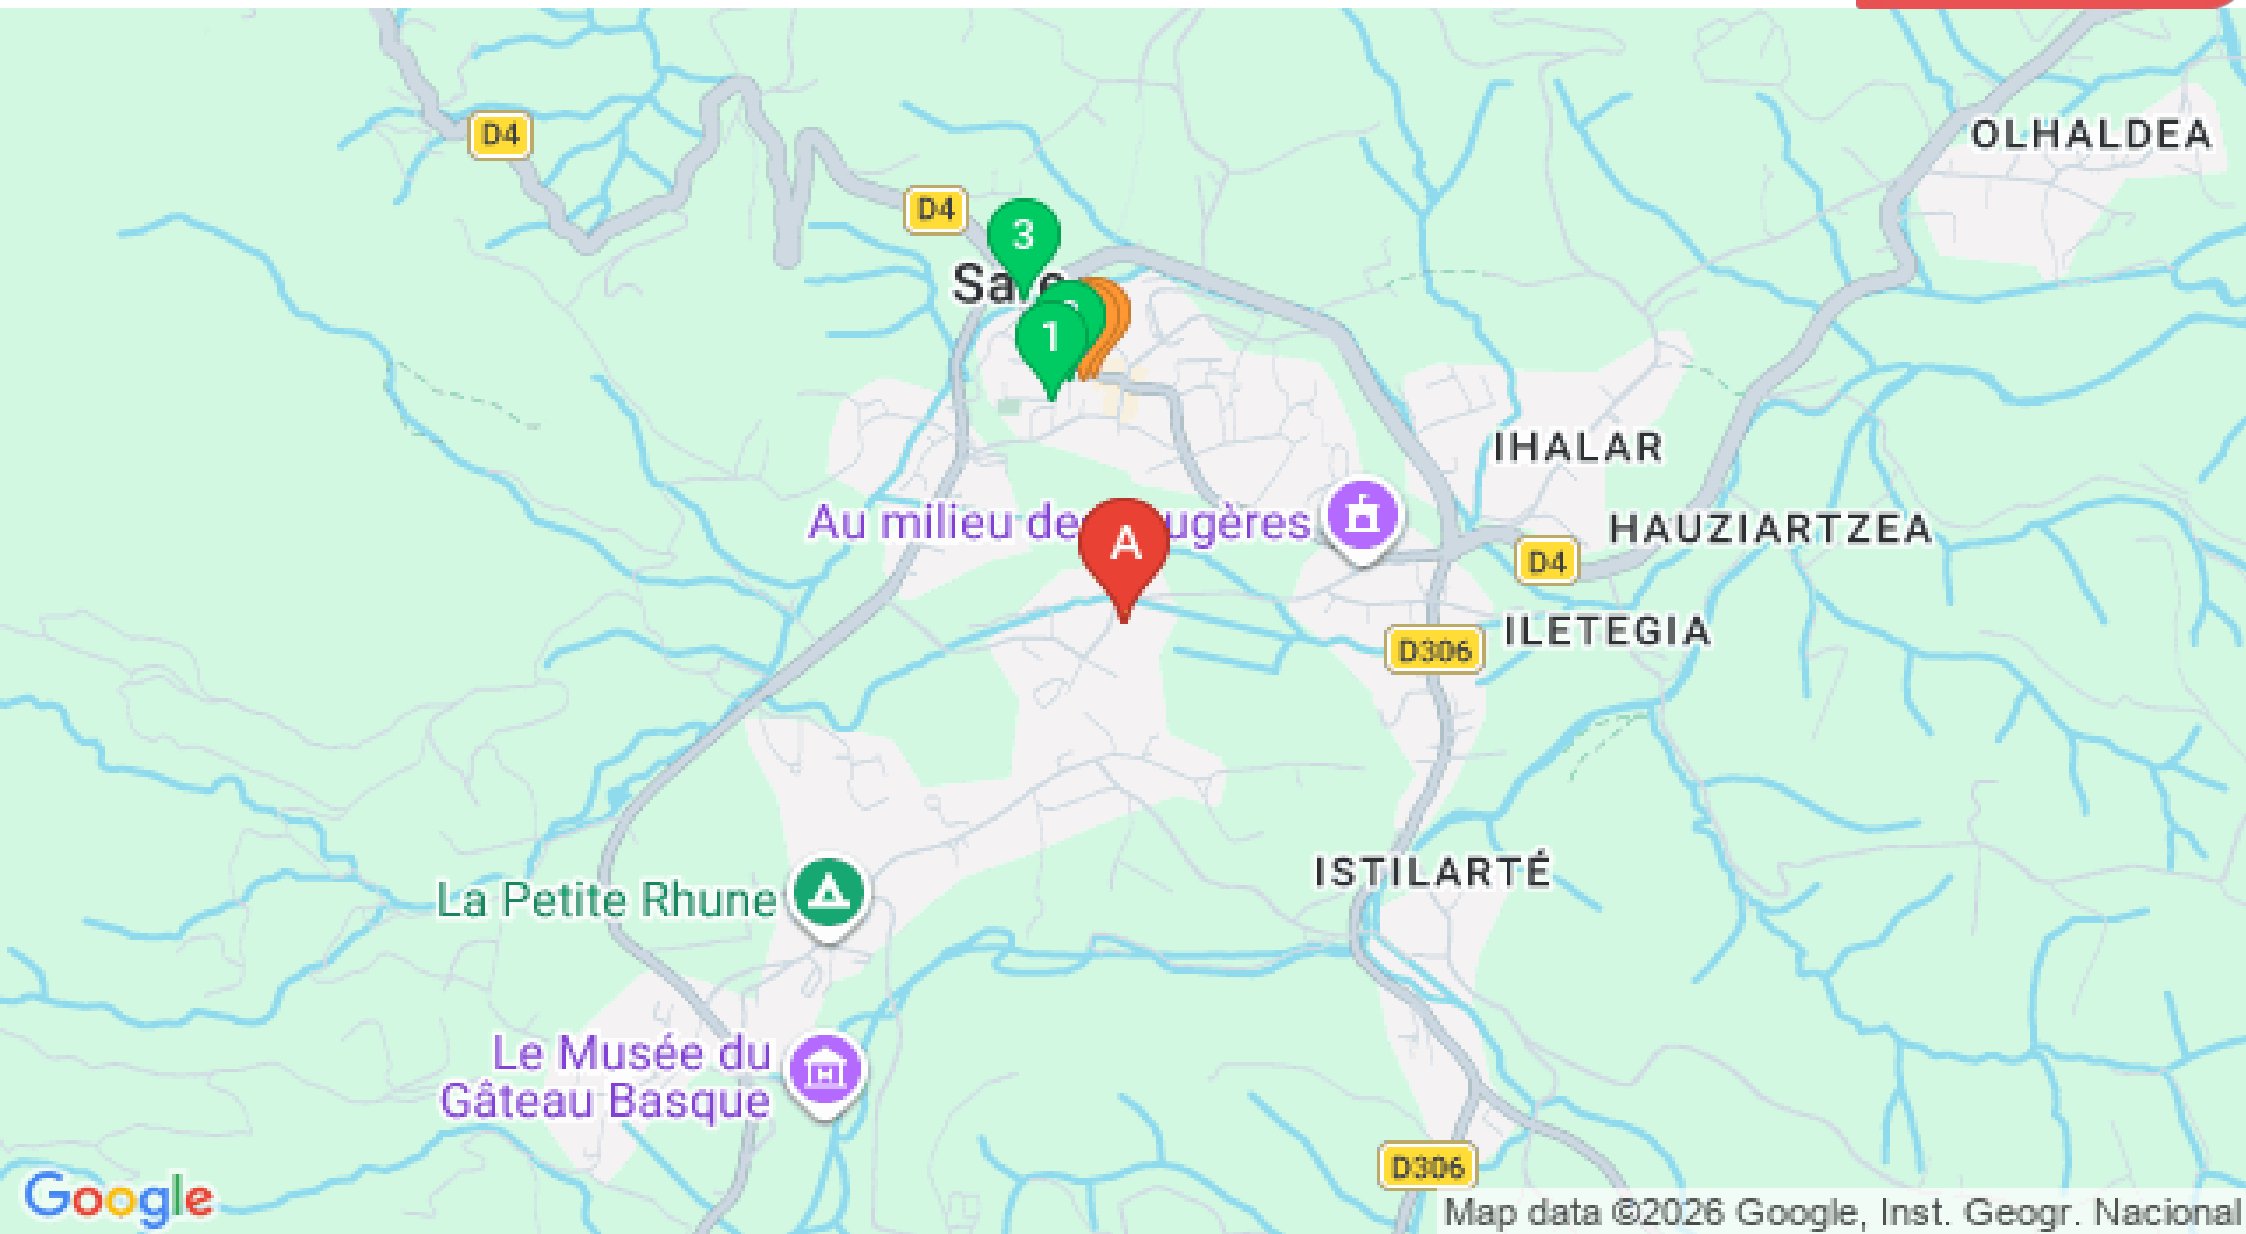 D4
OLHALDEA
D4
3
Sare
1
IHALAR
Au milieu de ugères
A
HAUZIARTZEA
D4
ILETEGIA
D306
ISTILARTÉ
La Petite Rhune
Le Musée du
Gâteau Basque
D306
Google
Map data ©2026 Google, Inst. Geogr. Nacional